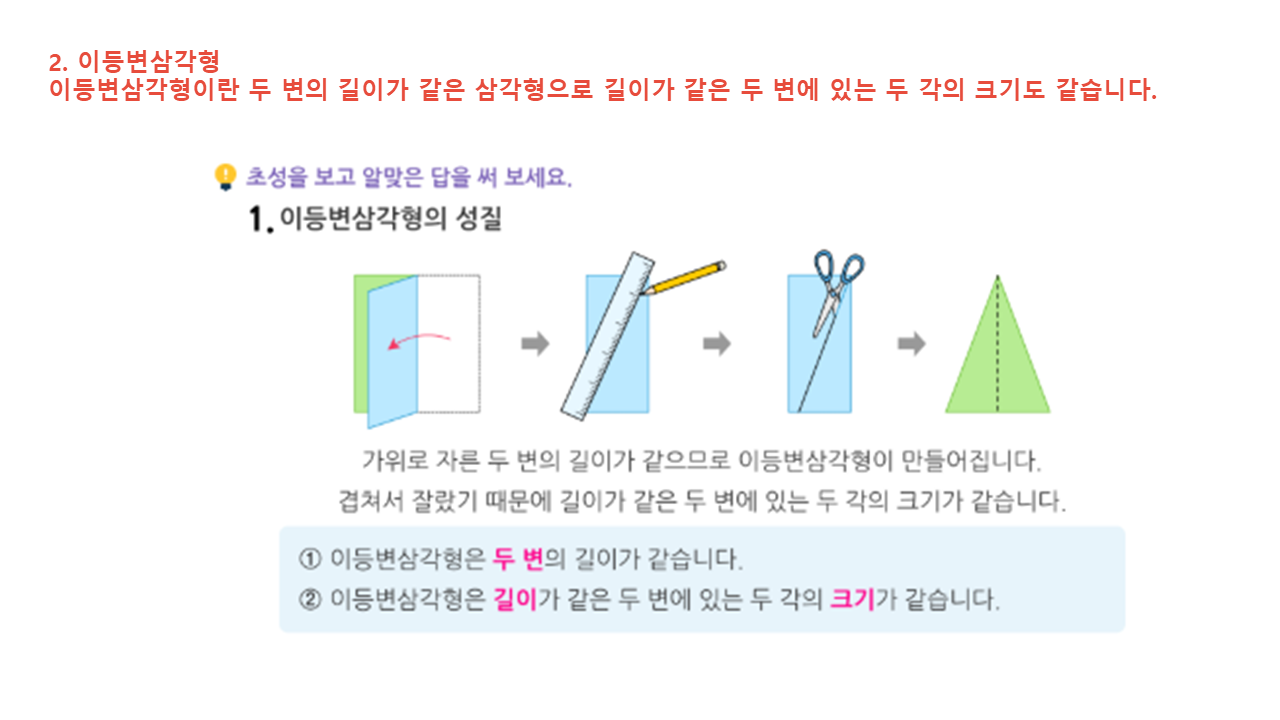 2. 이등변삼각형
이등변삼각형이란 두 변의 길이가 같은 삼각형으로 길이가 같은 두 변에 있는 두 각의 크기도 같습니다.
초성을 보고 알맞은 답을 써 보세요.
1. 이등변삼각형의 성질
가위로 자른 두 변의 길이가 같으므로 이등변삼각형이 만들어집니다.
겹쳐서 잘랐기 때문에 길이가 같은 두 변에 있는 두 각의 크기가 같습니다.
① 이등변삼각형은 두 변의 길이가 같습니다.
② 이등변삼각형은 길이가 같은 두 변에 있는 두 각의 크기가 같습니다.